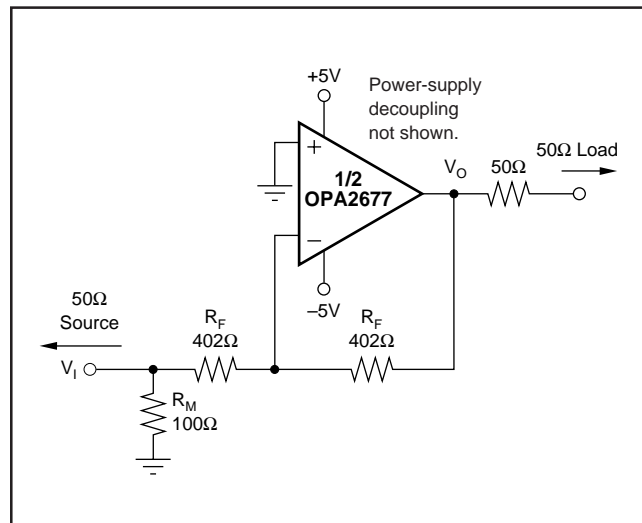 +5V
Power-supply
decoupling
not shown.
+
1/2
OPA2677
–
–5V
V_O
50Ω
50Ω Load
50Ω
Source
V_I
R_F
402Ω
R_F
402Ω
R_M
100Ω